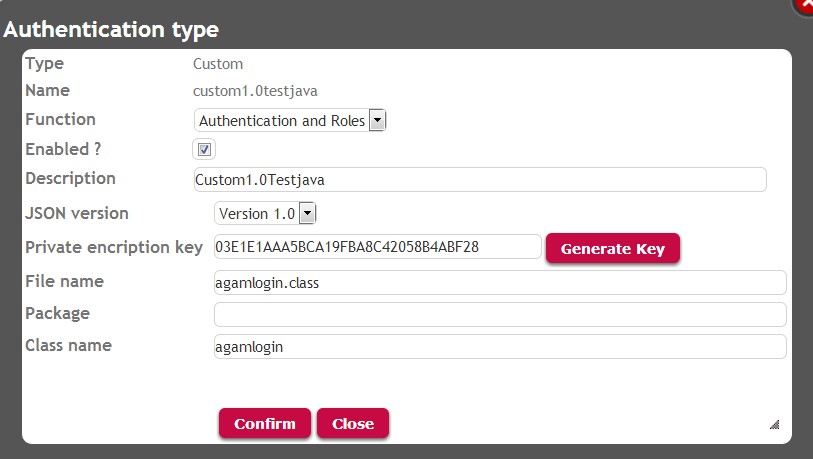 Authentication type
Type Custom
Name custom1.0testjava
Function Authentication and Roles
Enabled ?
Description Custom1.0Testjava
JSON version Version 1.0
Private encription key 03E1E1AAA5BCA19FBA8C42058B4ABF28 Generate Key
File name agamlogin.class
Package
Class name agamlogin
Confirm Close